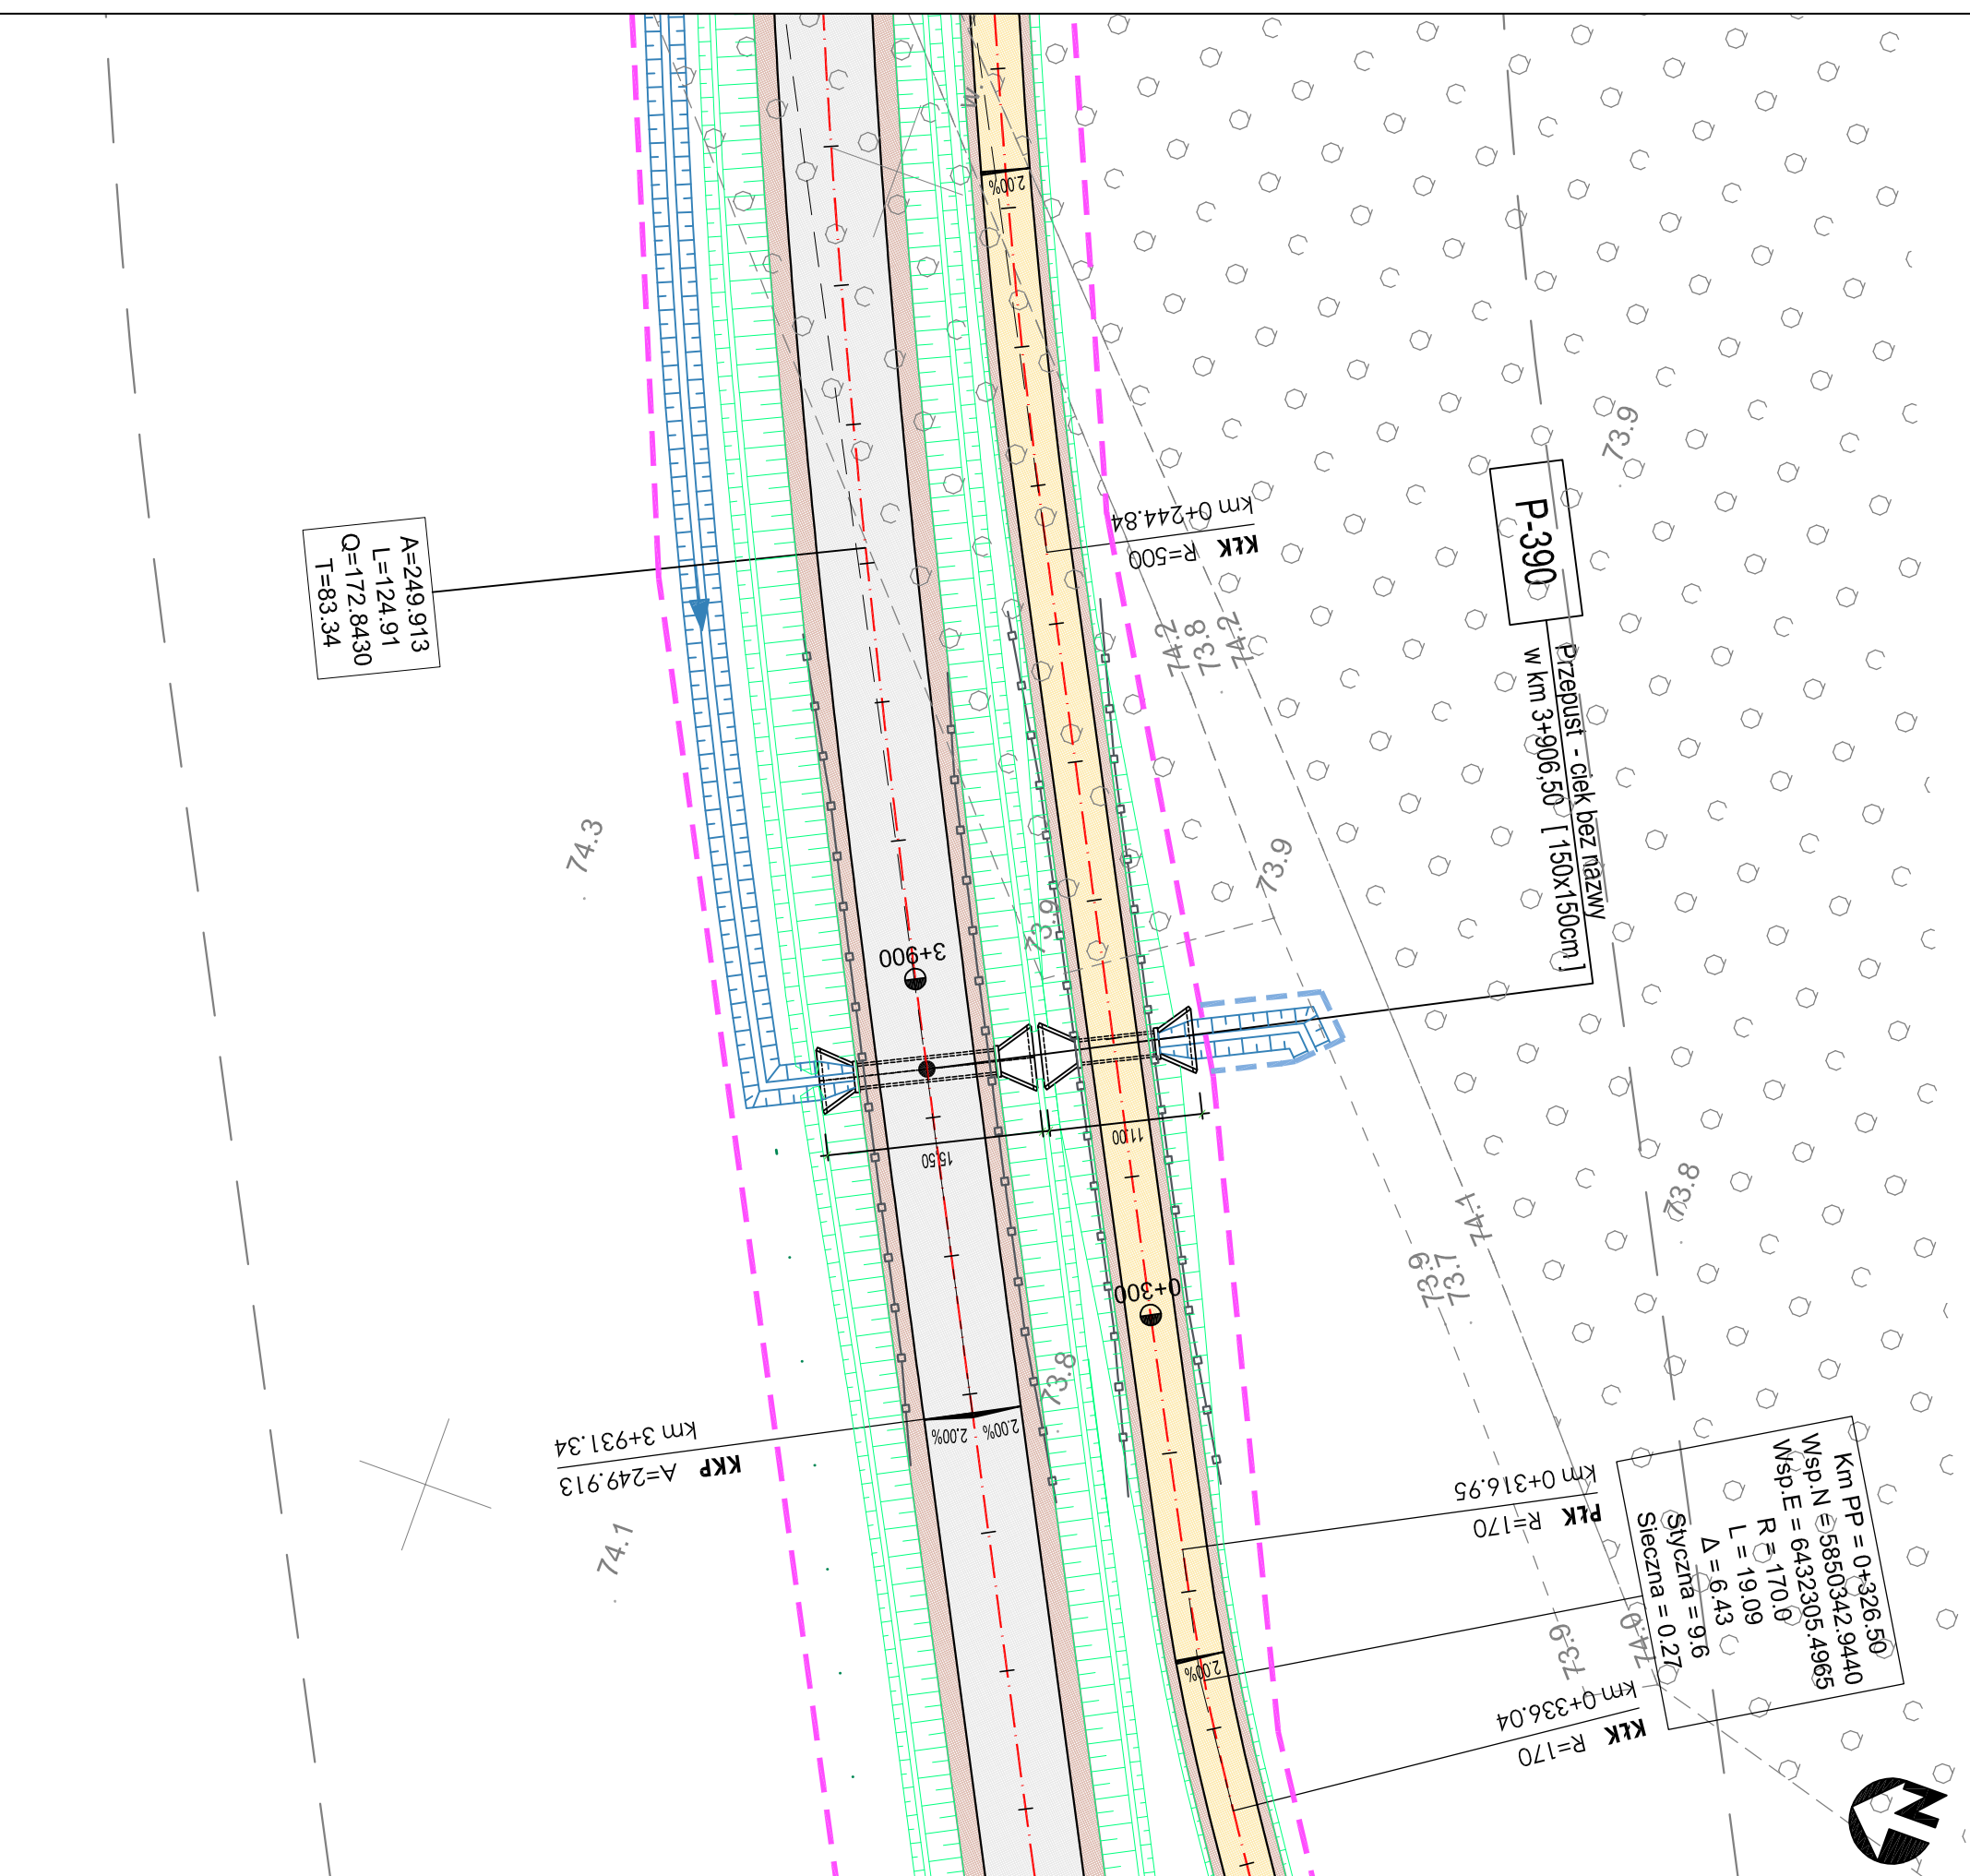 2.00%
KŁK R=500
km 0+244.84
A=249.913
L=124.91
Q=172.8430
T=83.34
P-390
Przepust - ciek bez nazwy
w km 3+906,50 [ 150x150cm ]
73.9
74.2
73.8
74.2
74.3
73.9
73.9
3+900
15.50
11.00
73.8
74.1
73.9
73.7
0+300
73.8
2.00%
2.00%
KKP A=249.913
km 3+931.34
74.1
PŁK R=170
km 0+316.95
Km PP = 0+326.50
Wsp.N = 5850342.9440
Wsp.E = 6432305.4965
R = 170.0
L = 19.09
Δ = 6.43
Styczna = 9.6
Sieczna = 0.27
73.9
74.0
2.00%
KŁK R=170
km 0+336.04
N